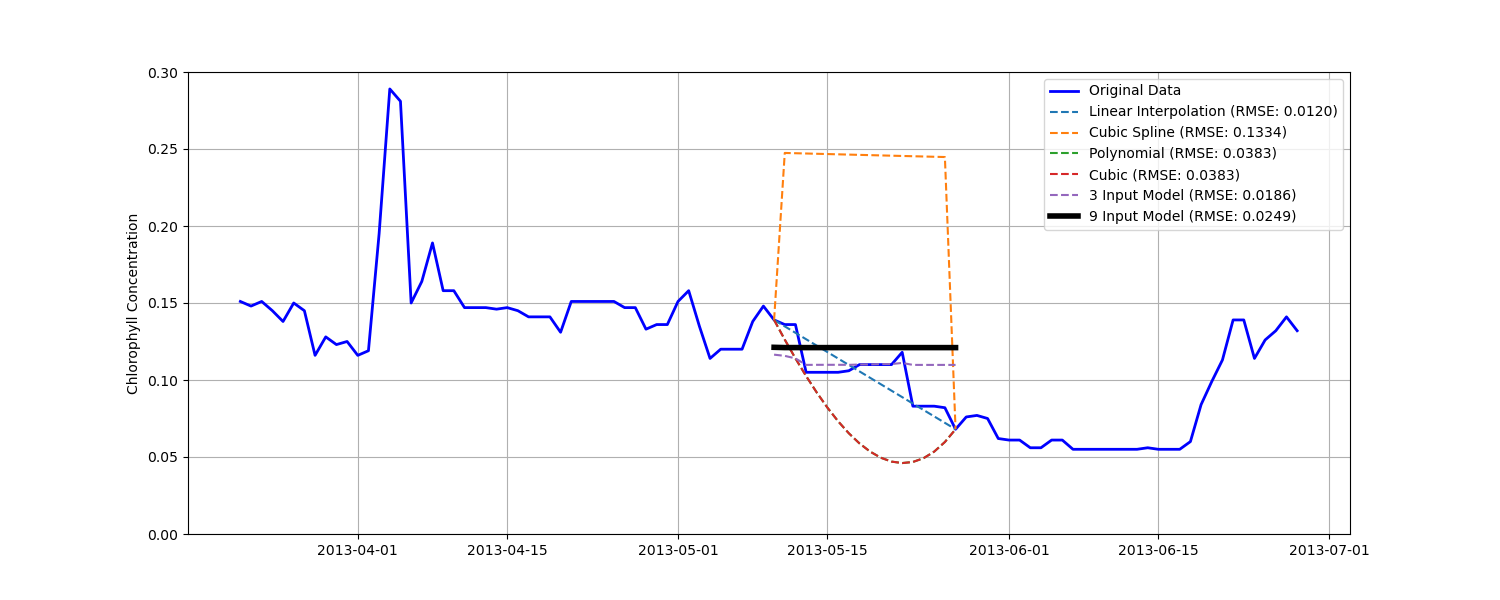 0.30
0.25
0.20
0.15
0.10
0.05
0.00
Chlorophyll Concentration
Original Data
Linear Interpolation (RMSE: 0.0120)
Cubic Spline (RMSE: 0.1334)
Polynomial (RMSE: 0.0383)
Cubic (RMSE: 0.0383)
3 Input Model (RMSE: 0.0186)
9 Input Model (RMSE: 0.0249)
2013-04-01 2013-04-15 2013-05-01 2013-05-15 2013-06-01 2013-06-15 2013-07-01